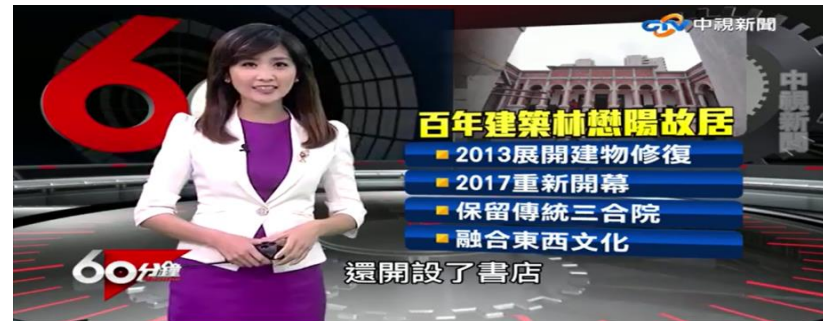 CTV 中視新聞
60
中視新聞
百年建築林懋陽故居
2013展開建物修復
2017重新開幕
保留傳統三合院
融合東西文化
60分鐘
還開設了書店